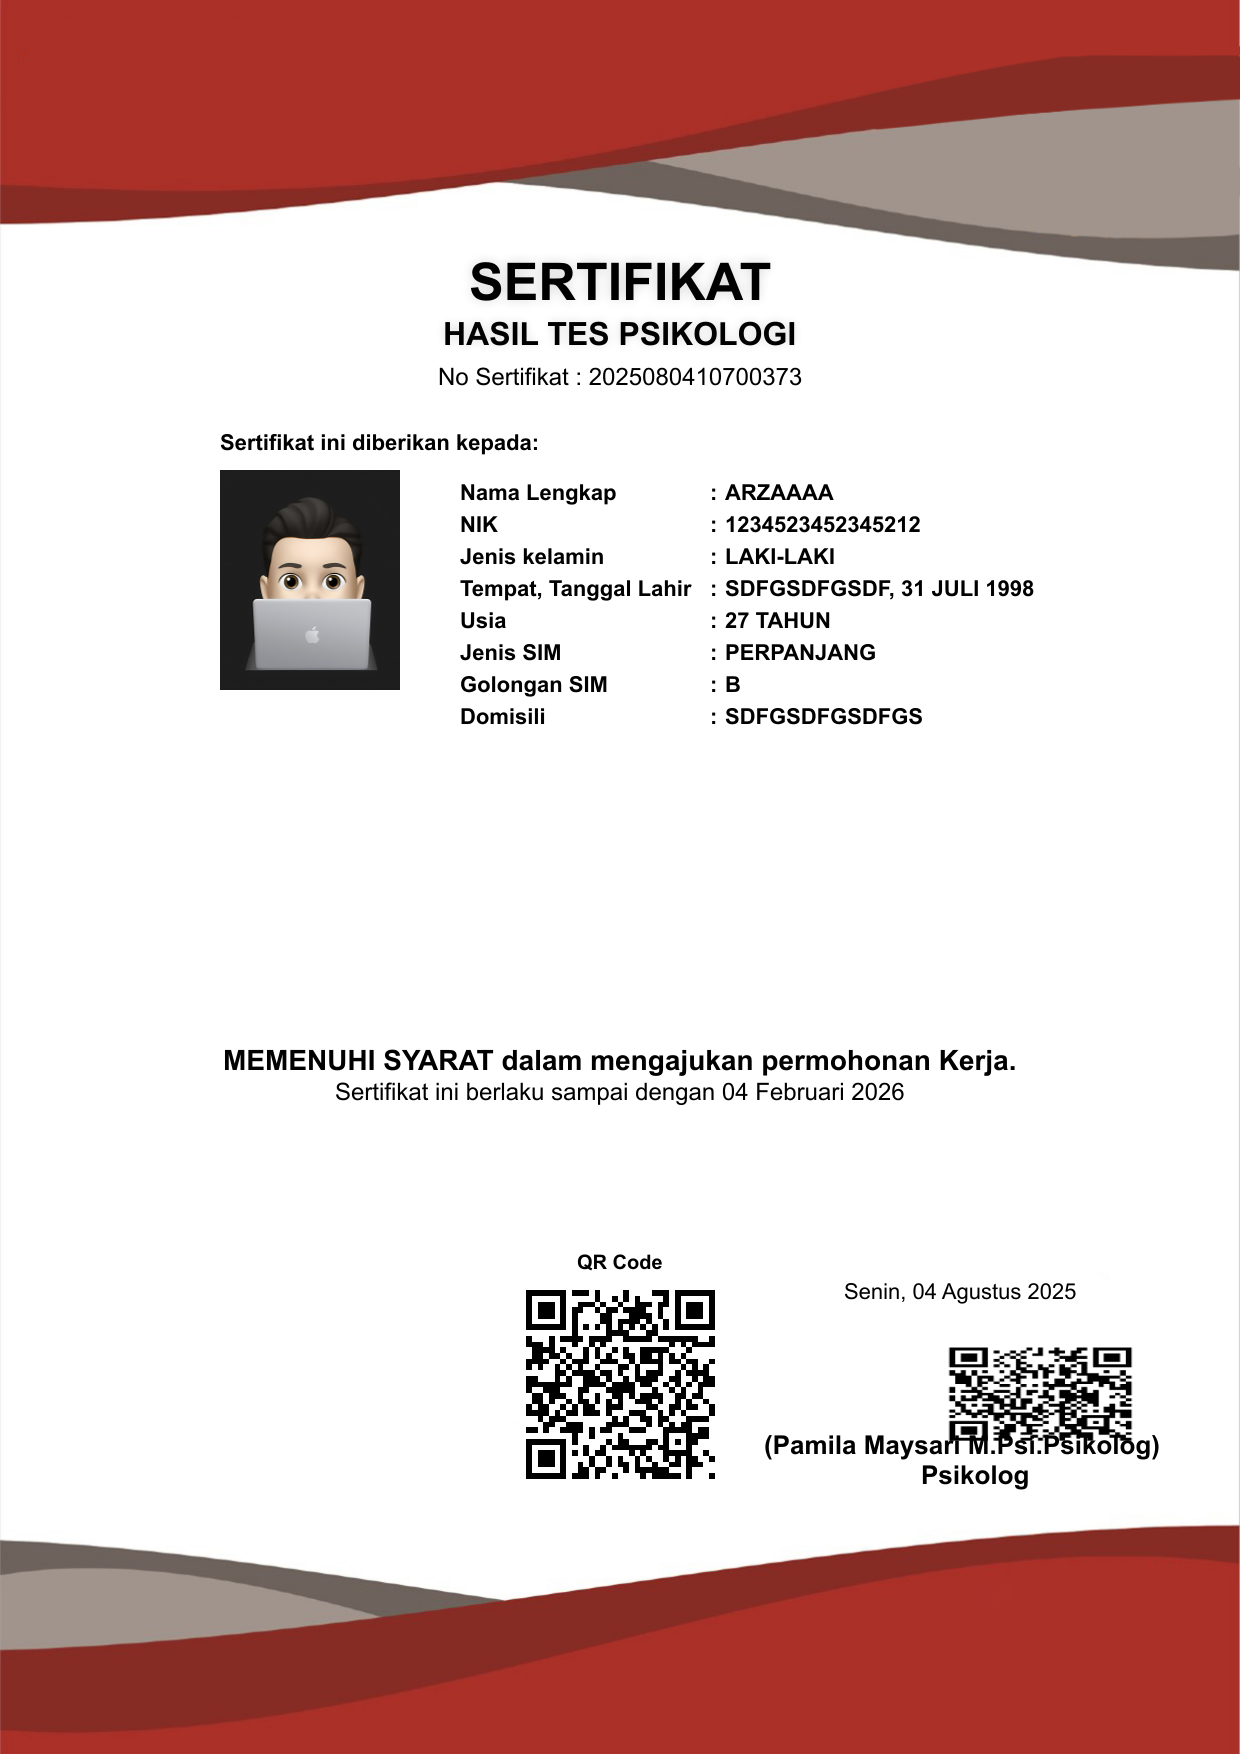 SERTIFIKAT
HASIL TES PSIKOLOGI
No Sertifikat : 2025080410700373
Sertifikat ini diberikan kepada:
Nama Lengkap : ARZAAAA
NIK : 1234523452345212
Jenis kelamin : LAKI-LAKI
Tempat, Tanggal Lahir : SDFGSDFGSDF, 31 JULI 1998
Usia : 27 TAHUN
Jenis SIM : PERPANJANG
Golongan SIM : B
Domisili : SDFGSDFGSDFGS
MEMENUHI SYARAT dalam mengajukan permohonan Kerja.
Sertifikat ini berlaku sampai dengan 04 Februari 2026
QR Code
Senin, 04 Agustus 2025
(Pamila Maysari M.Psi.Psikolog)
Psikolog